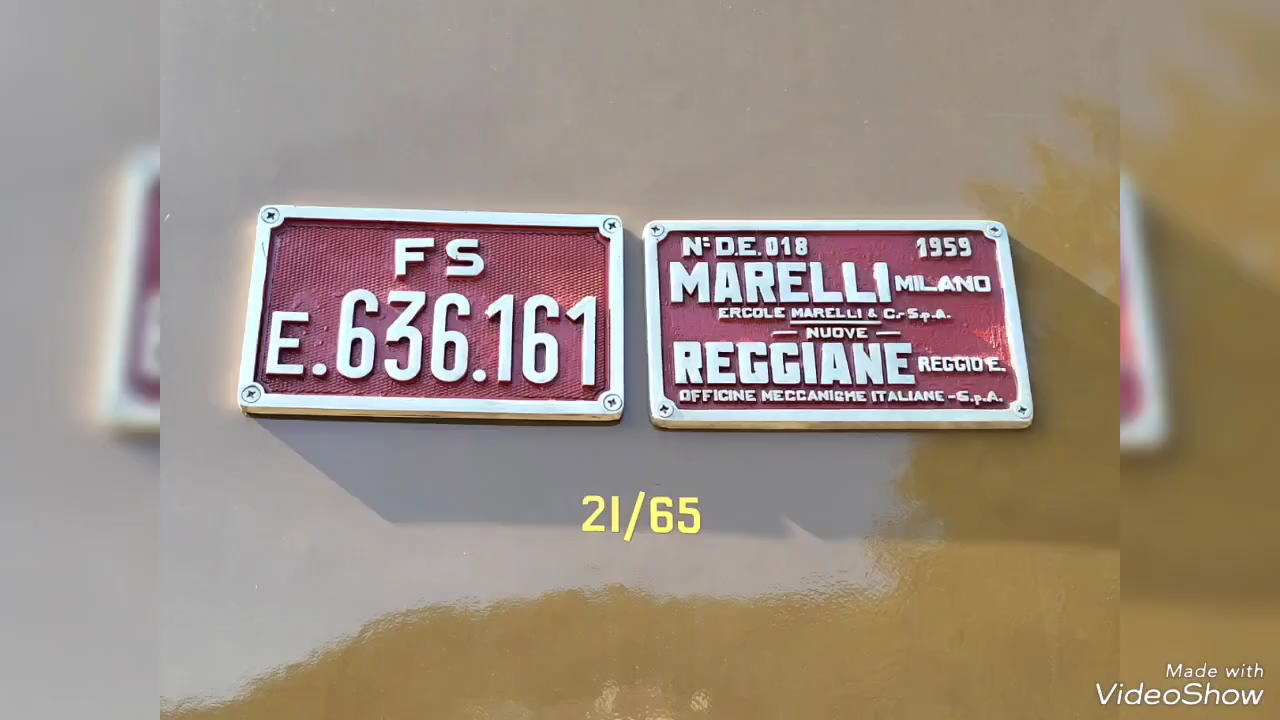 FS
E.636.161
Nº D.E.018 1959
MARELLI MILANO
ERCOLE MARELLI & C.- S.p.A.
— NUOVE —
REGGIANE REGGIO E.
OFFICINE MECCANICHE ITALIANE - S.p.A.
21/65
Made with
VideoShow